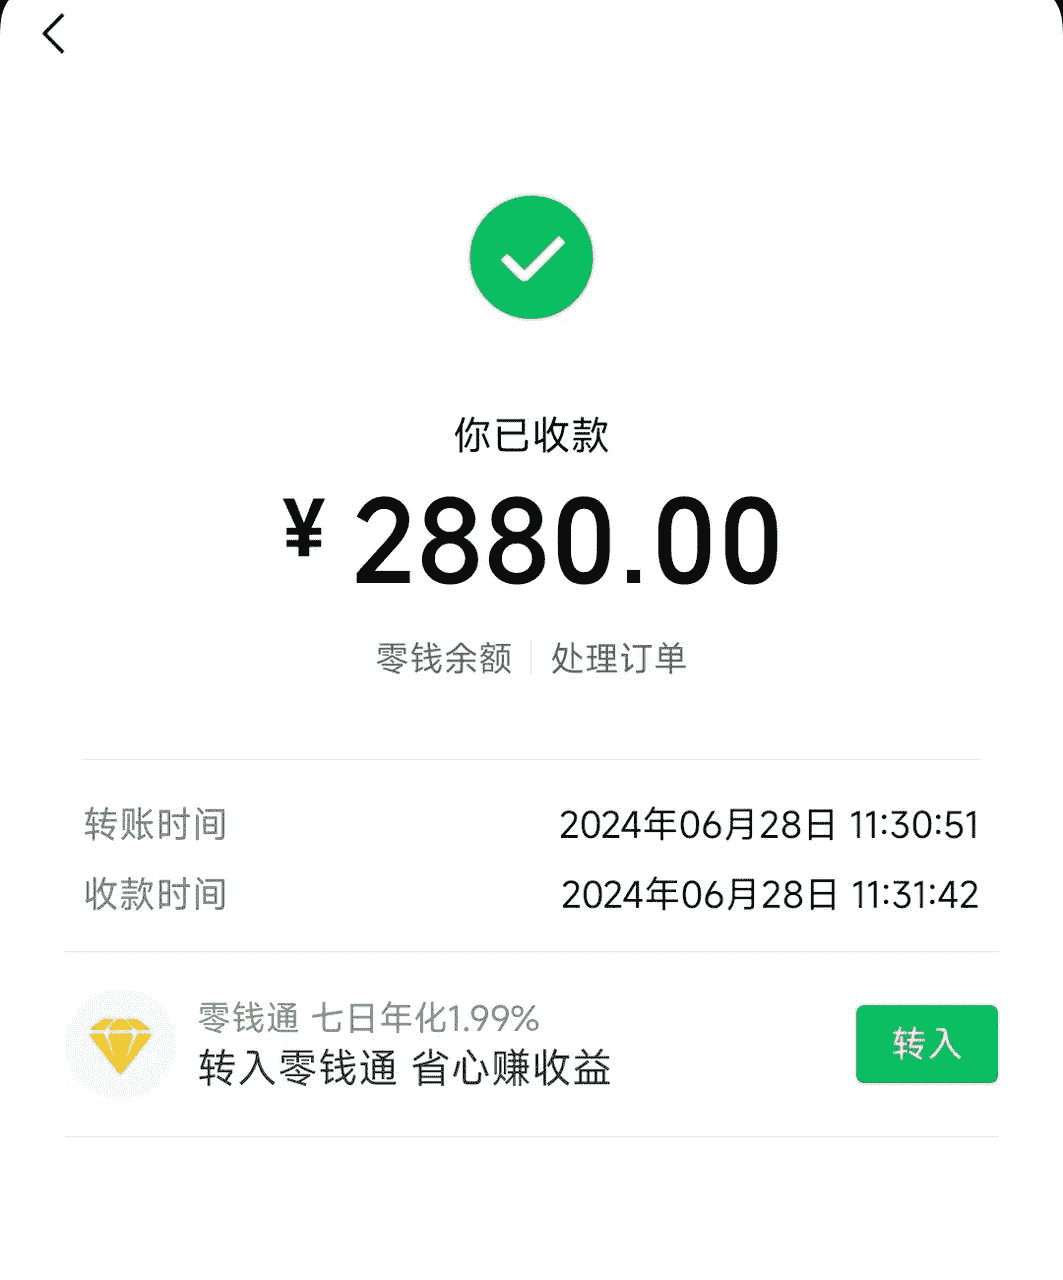 你已收款
¥2880.00
零钱余额 处理订单
转账时间 2024年06月28日 11:30:51
收款时间 2024年06月28日 11:31:42
零钱通 七日年化1.99%
转入零钱通 省心赚收益
转入